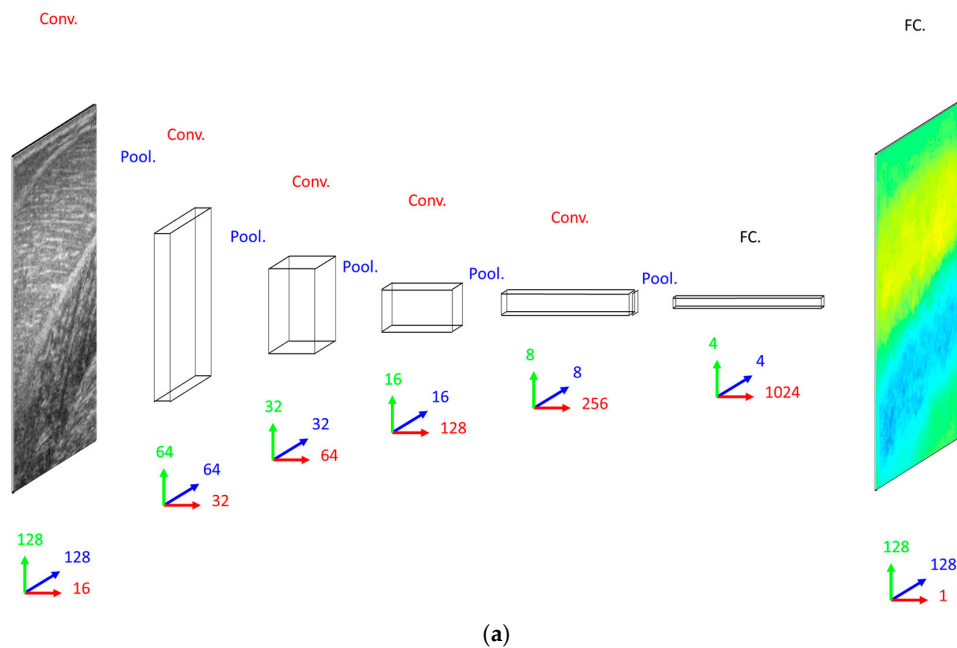 Conv.
FC.
Conv.
Pool.
Conv.
Conv.
Conv.
Pool.
FC.
Pool.
Pool.
Pool.
8
8
256
4
4
1024
16
16
128
32
32
64
64
64
32
128
128
16
128
128
1
(a)